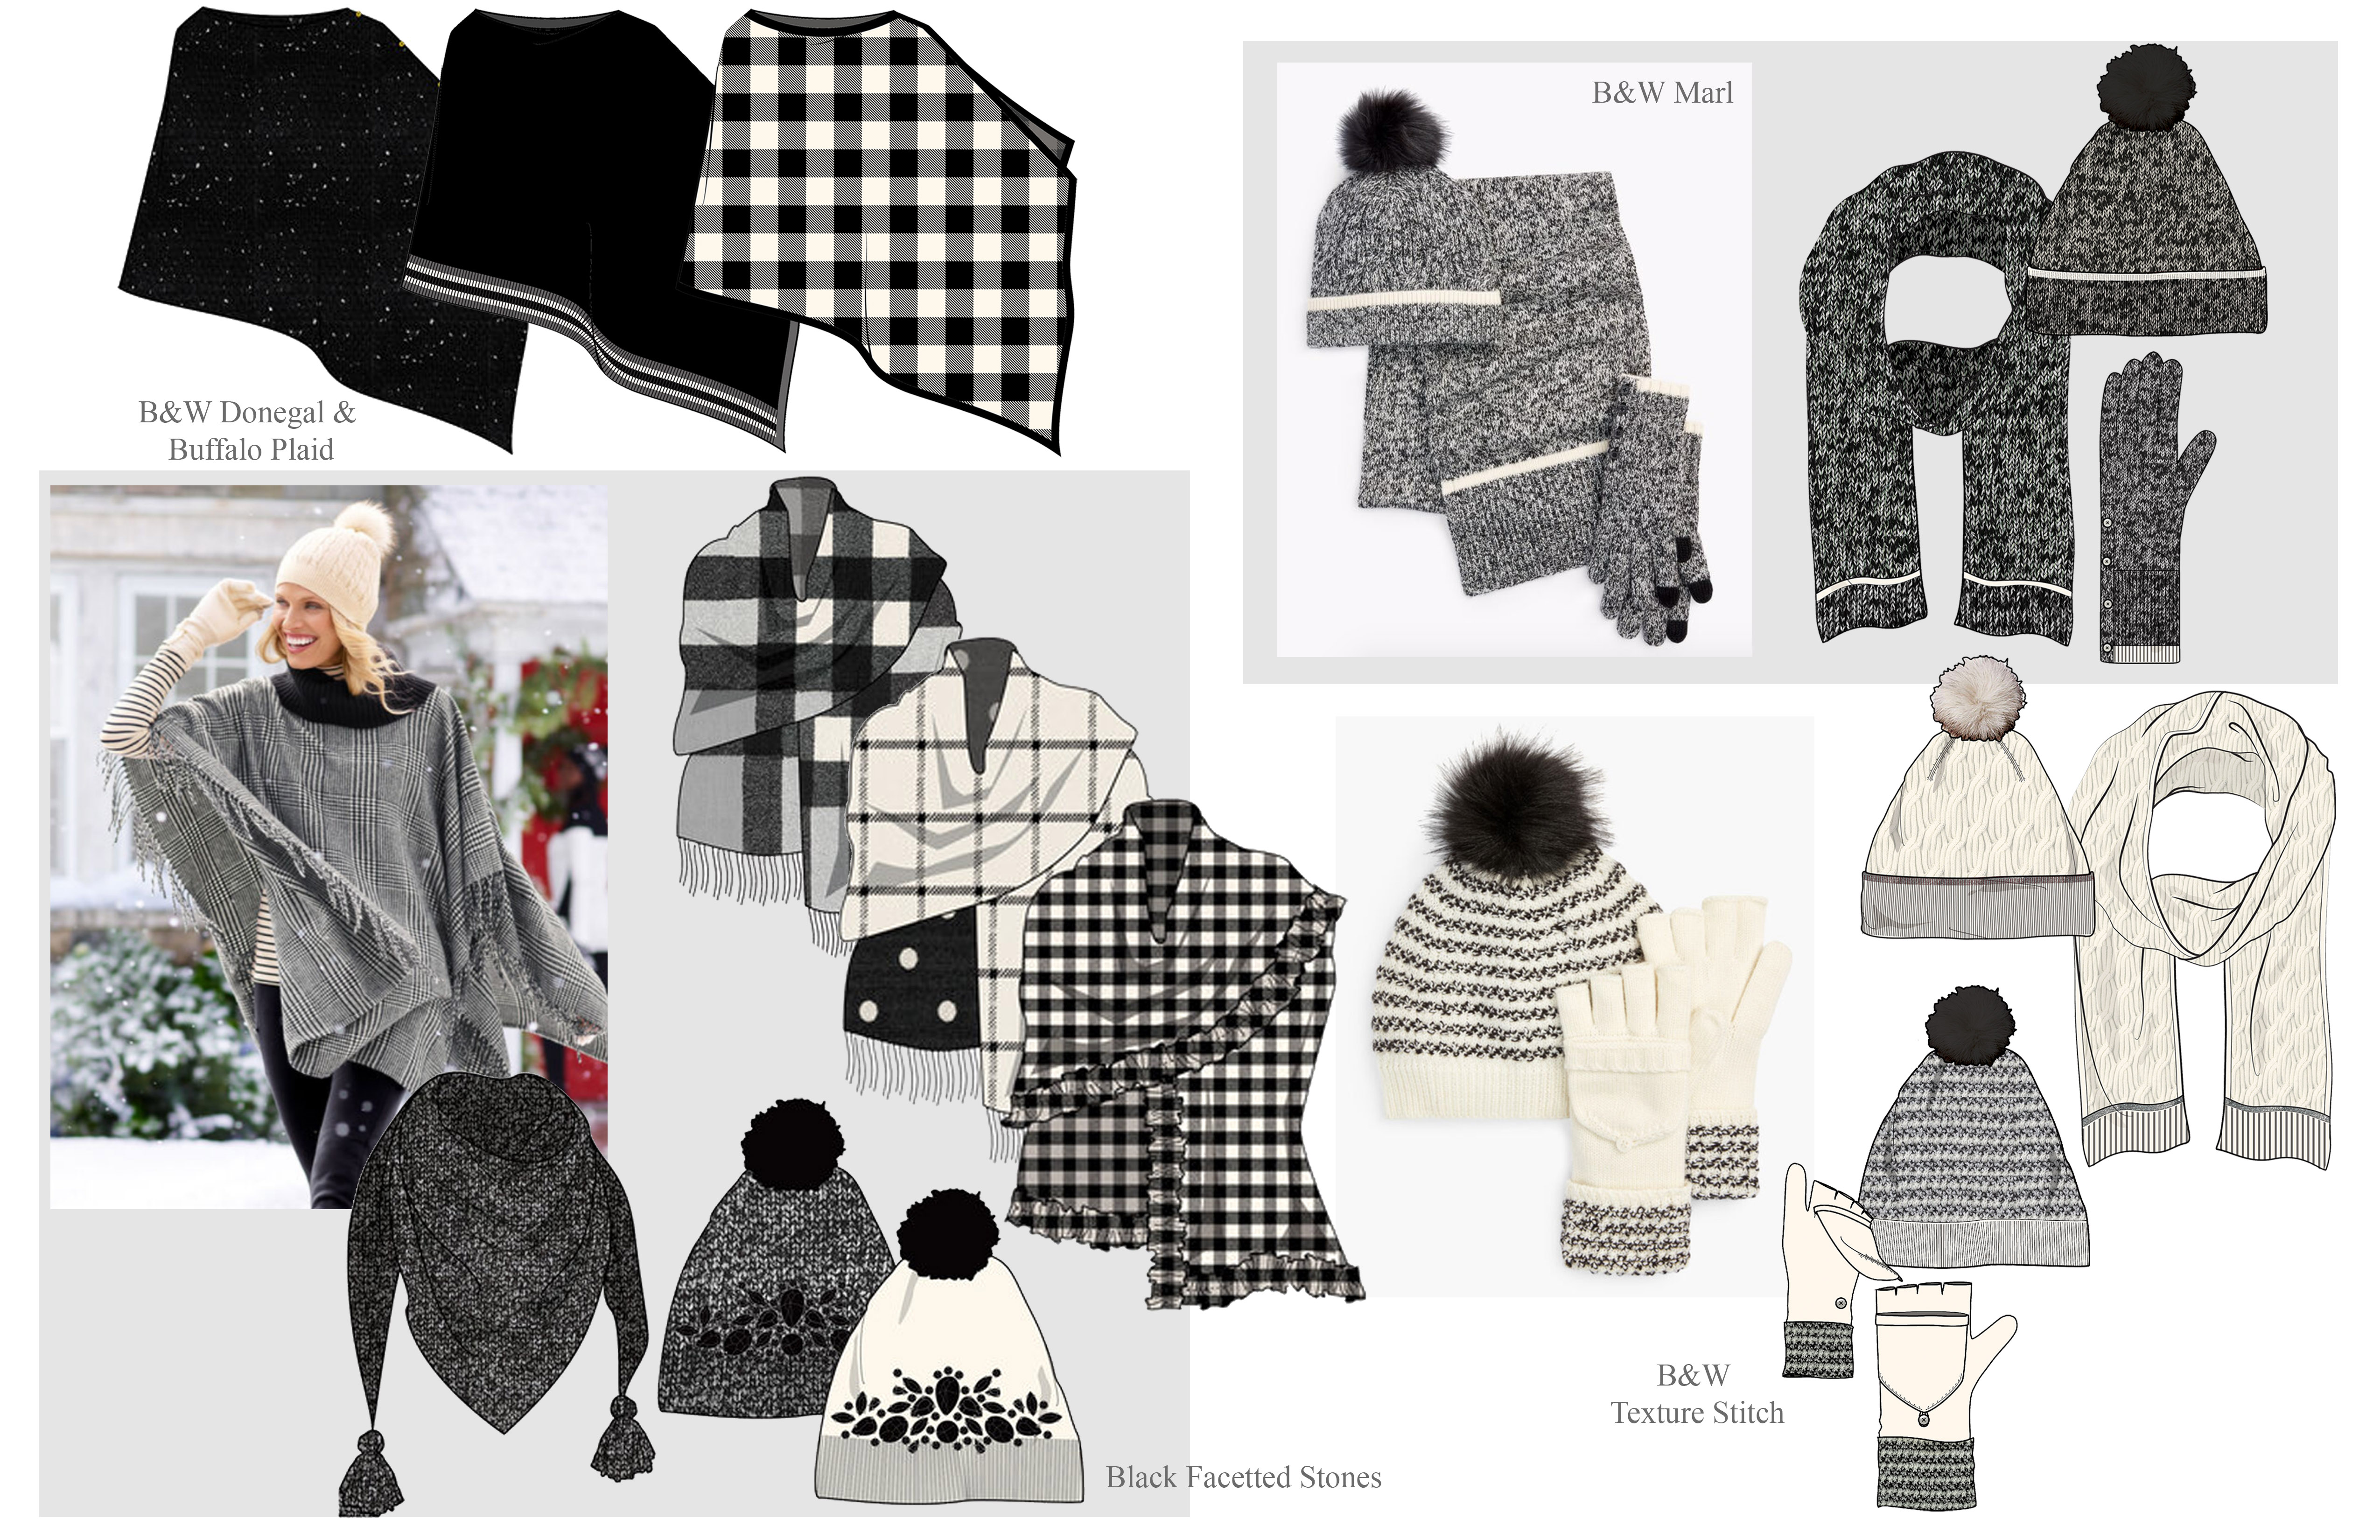 B&W Donegal &
Buffalo Plaid
B&W Marl
B&W
Texture Stitch
Black Facetted Stones